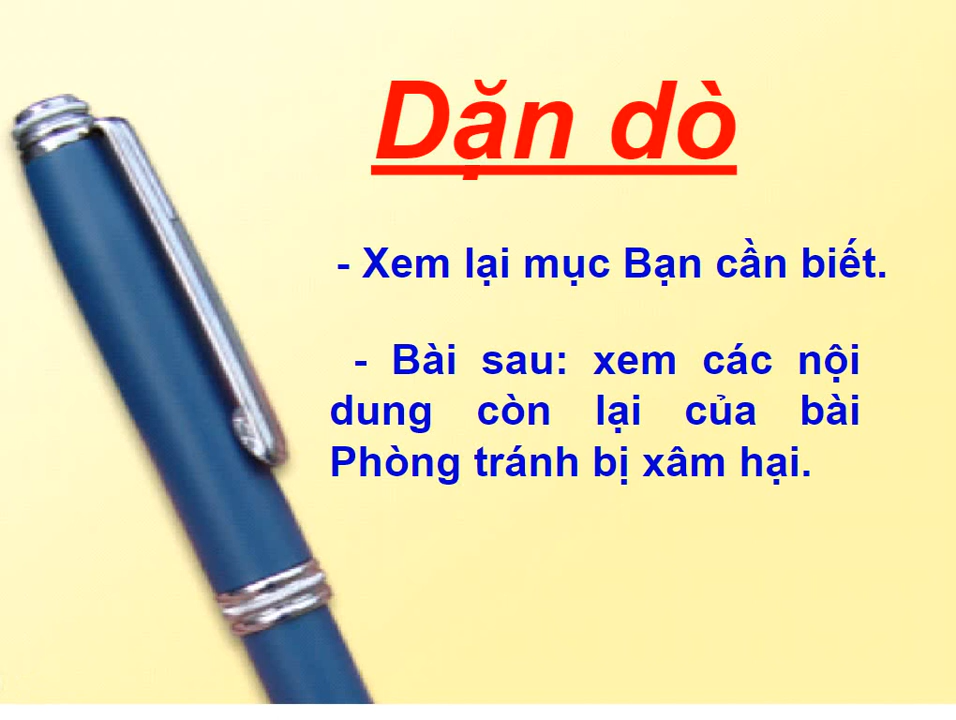 Dặn dò
- Xem lại mục Bạn cần biết.
- Bài sau: xem các nội
dung còn lại của bài
Phòng tránh bị xâm hại.